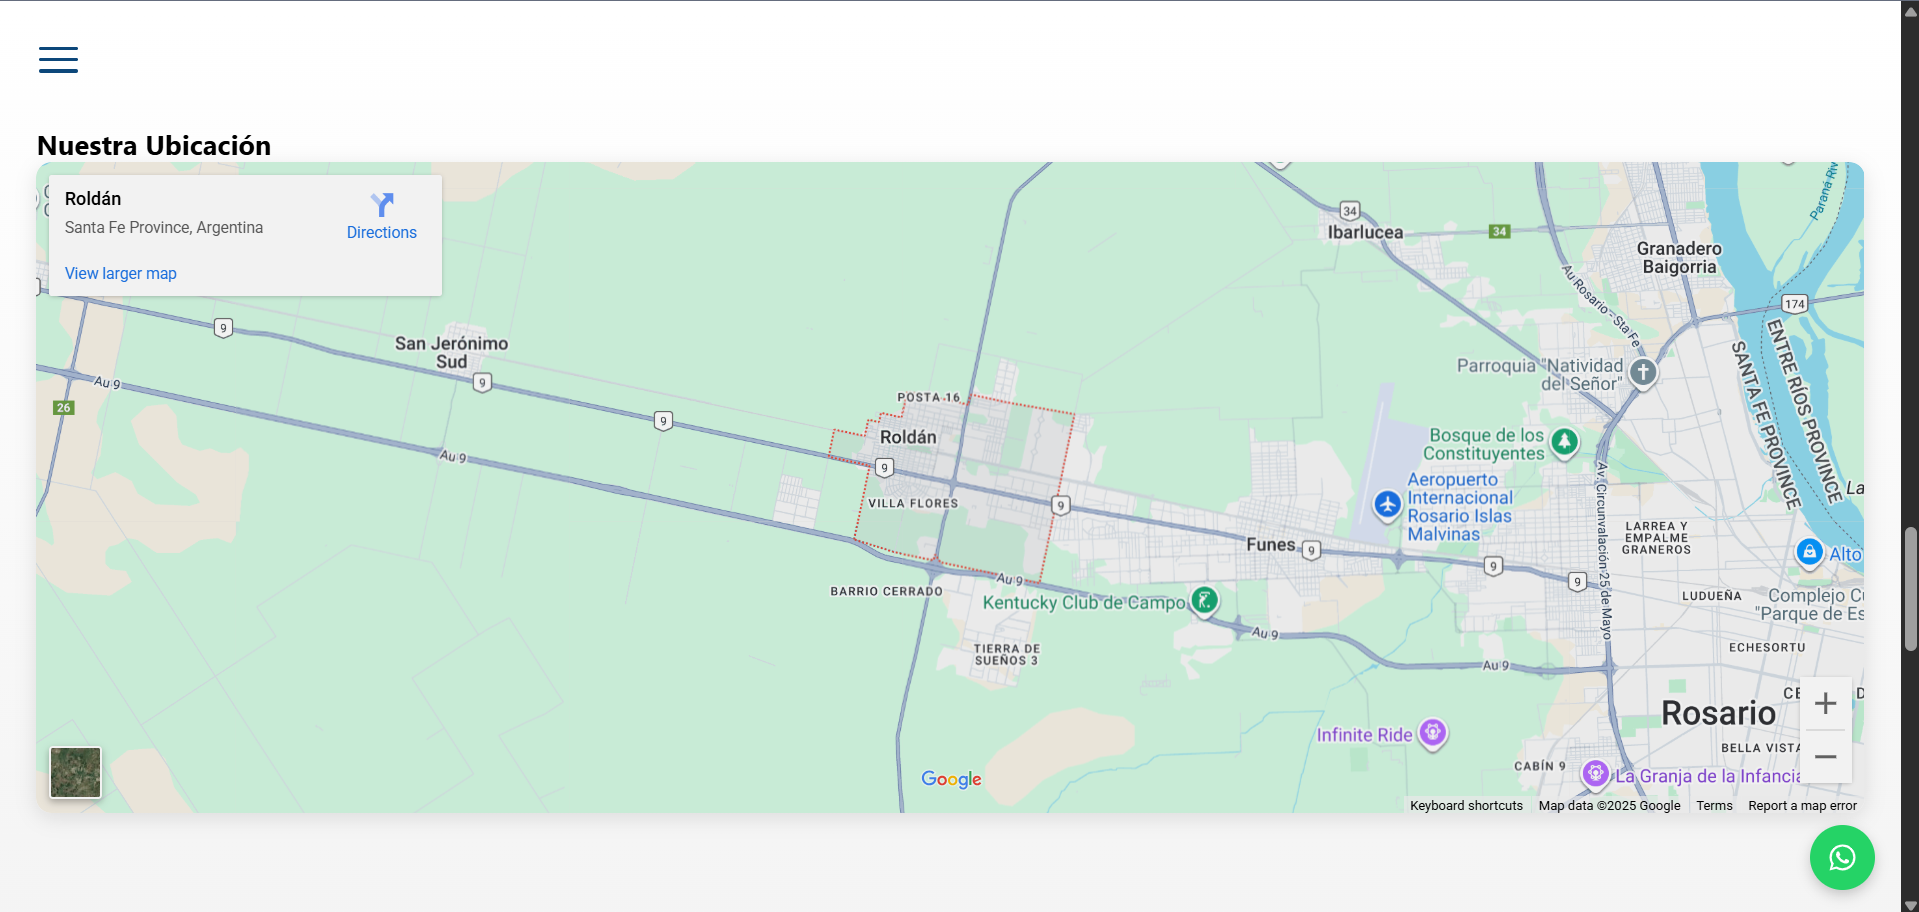 Nuestra Ubicación
Roldán
Santa Fe Province, Argentina
Directions
View larger map
34
Ibarlucea
34
Granadero
Baigorria
Paraná Riv
Au Rosario - Sta Fe
174
ENTRE RÍOS PROVINCE
SANTA FE PROVINCE
9
San Jerónimo
Sud
9
Au 9
26
9
Au 9
POSTA 16
Roldán
9
VILLA FLORES
9
Parroquia "Natividad
del Señor"
Bosque de los
Constituyentes
Aeropuerto
Internacional
Rosario Islas
Malvinas
La
Av. Circunvalación 25 de Mayo
LARREA Y
EMPALME
GRANEROS
Funes
9
9
9
Alto
BARRIO CERRADO
Au 9
Kentucky Club de Campo
Au 9
LUDUEÑA
Complejo Cu
"Parque de Es
TIERRA DE
SUEÑOS 3
Au 9
ECHESORTU
Rosario
Infinite Ride
BELLA VISTA
CABÍN 9
La Granja de la Infancia
Google
Keyboard shortcuts
Map data ©2025 Google
Terms
Report a map error